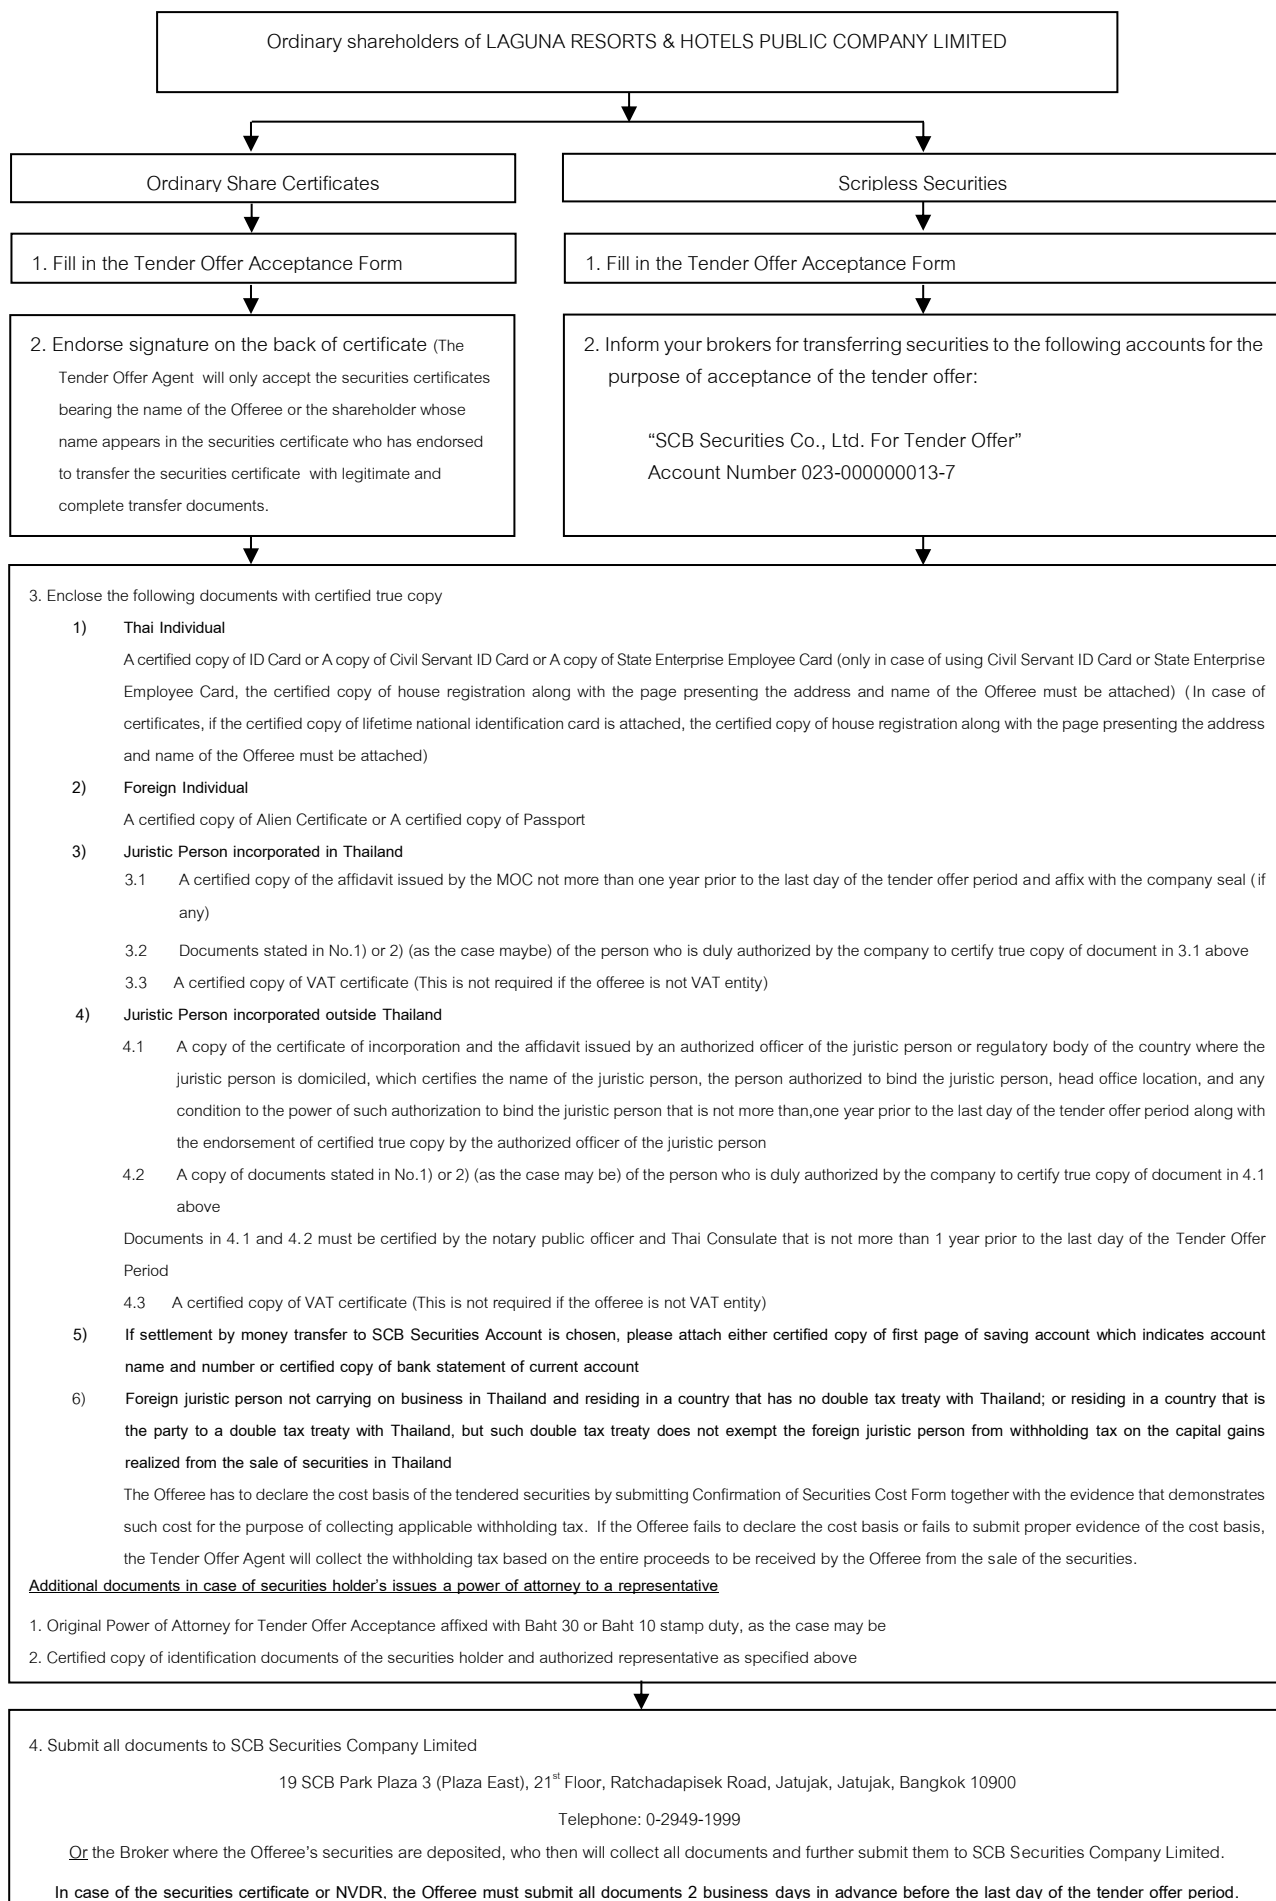 Ordinary shareholders of LAGUNA RESORTS & HOTELS PUBLIC COMPANY LIMITED
Ordinary Share Certificates
Scripless Securities
1. Fill in the Tender Offer Acceptance Form
1. Fill in the Tender Offer Acceptance Form
2. Endorse signature on the back of certificate (The
Tender Offer Agent will only accept the securities certificates
bearing the name of the Offeree or the shareholder whose
name appears in the securities certificate who has endorsed
to transfer the securities certificate with legitimate and
complete transfer documents.
2. Inform your brokers for transferring securities to the following accounts for the
purpose of acceptance of the tender offer:
“SCB Securities Co., Ltd. For Tender Offer”
Account Number 023-000000013-7
3. Enclose the following documents with certified true copy
1) Thai Individual
A certified copy of ID Card or A copy of Civil Servant ID Card or A copy of State Enterprise Employee Card (only in case of using Civil Servant ID Card or State Enterprise
Employee Card, the certified copy of house registration along with the page presenting the address and name of the Offeree must be attached) (In case of
certificates, if the certified copy of lifetime national identification card is attached, the certified copy of house registration along with the page presenting the address
and name of the Offeree must be attached)
2) Foreign Individual
A certified copy of Alien Certificate or A certified copy of Passport
3) Juristic Person incorporated in Thailand
3.1 A certified copy of the affidavit issued by the MOC not more than one year prior to the last day of the tender offer period and affix with the company seal (if
any)
3.2 Documents stated in No.1) or 2) (as the case maybe) of the person who is duly authorized by the company to certify true copy of document in 3.1 above
3.3 A certified copy of VAT certificate (This is not required if the offeree is not VAT entity)
4) Juristic Person incorporated outside Thailand
4.1 A copy of the certificate of incorporation and the affidavit issued by an authorized officer of the juristic person or regulatory body of the country where the
juristic person is domiciled, which certifies the name of the juristic person, the person authorized to bind the juristic person, head office location, and any
condition to the power of such authorization to bind the juristic person that is not more than,one year prior to the last day of the tender offer period along with
the endorsement of certified true copy by the authorized officer of the juristic person
4.2 A copy of documents stated in No.1) or 2) (as the case may be) of the person who is duly authorized by the company to certify true copy of document in 4.1
above
Documents in 4.1 and 4.2 must be certified by the notary public officer and Thai Consulate that is not more than 1 year prior to the last day of the Tender Offer
Period
4.3 A certified copy of VAT certificate (This is not required if the offeree is not VAT entity)
5) If settlement by money transfer to SCB Securities Account is chosen, please attach either certified copy of first page of saving account which indicates account
name and number or certified copy of bank statement of current account
6) Foreign juristic person not carrying on business in Thailand and residing in a country that has no double tax treaty with Thailand; or residing in a country that is
the party to a double tax treaty with Thailand, but such double tax treaty does not exempt the foreign juristic person from withholding tax on the capital gains
realized from the sale of securities in Thailand
The Offeree has to declare the cost basis of the tendered securities by submitting Confirmation of Securities Cost Form together with the evidence that demonstrates
such cost for the purpose of collecting applicable withholding tax. If the Offeree fails to declare the cost basis or fails to submit proper evidence of the cost basis,
the Tender Offer Agent will collect the withholding tax based on the entire proceeds to be received by the Offeree from the sale of the securities.
Additional documents in case of securities holder's issues a power of attorney to a representative
1. Original Power of Attorney for Tender Offer Acceptance affixed with Baht 30 or Baht 10 stamp duty, as the case may be
2. Certified copy of identification documents of the securities holder and authorized representative as specified above
4. Submit all documents to SCB Securities Company Limited
19 SCB Park Plaza 3 (Plaza East), 21st Floor, Ratchadapisek Road, Jatujak, Jatujak, Bangkok 10900
Telephone: 0-2949-1999
Or the Broker where the Offeree's securities are deposited, who then will collect all documents and further submit them to SCB Securities Company Limited.
In case of the securities certificate or NVDR, the Offeree must submit all documents 2 business days in advance before the last day of the tender offer period.